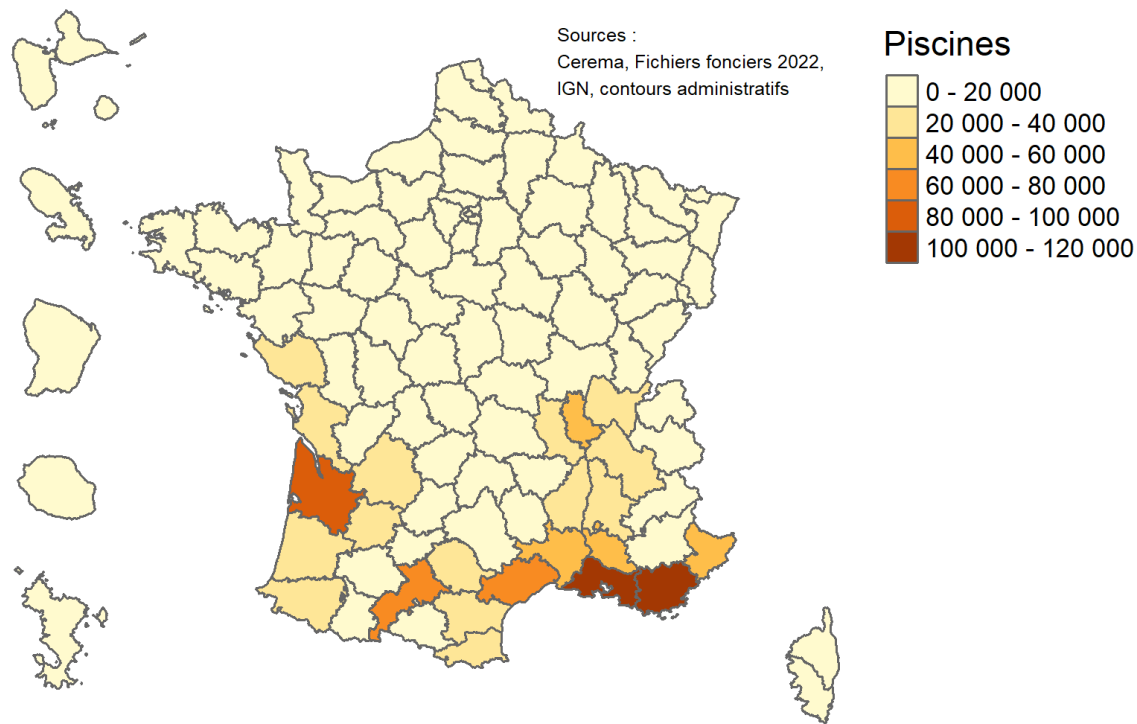 Sources :
Cerema, Fichiers fonciers 2022,
IGN, contours administratifs
Piscines
0 - 20 000
20 000 - 40 000
40 000 - 60 000
60 000 - 80 000
80 000 - 100 000
100 000 - 120 000